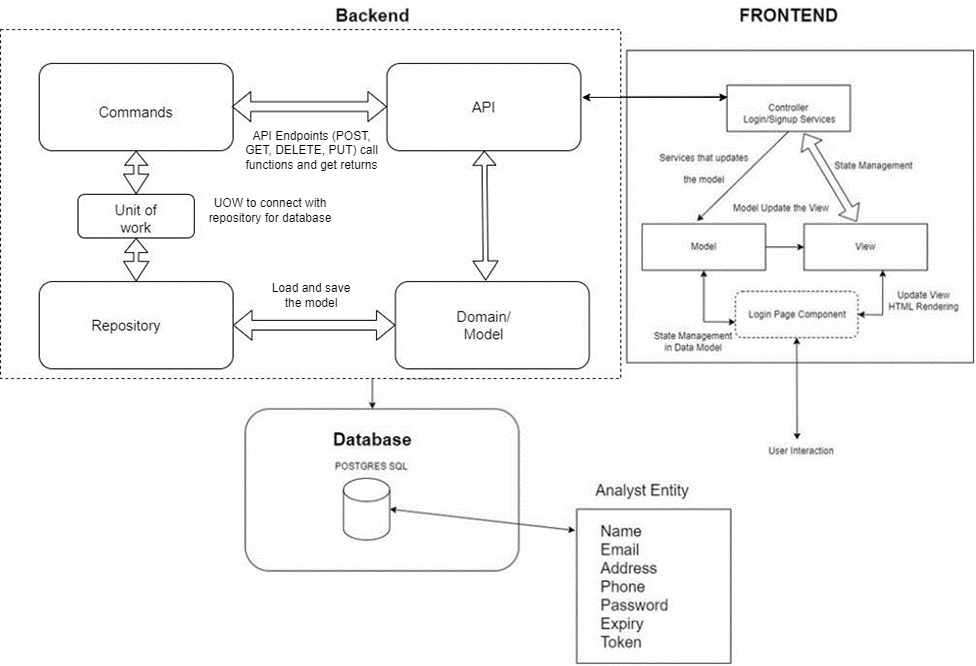 Backend
FRONTEND
Commands
API
API Endpoints (POST,
GET, DELETE, PUT) call
functions and get returns
Unit of
work
UOW to connect with
repository for database
Repository
Load and save
the model
Domain/
Model
Controller
Login/Signup Services
Services that updates
the model
State Management
Model Update the View
Model
View
Login Page Component
Update View
HTML Rendering
State Management
in Data Model
User Interaction
Database
POSTGRES SQL
Analyst Entity
Name
Email
Address
Phone
Password
Expiry
Token